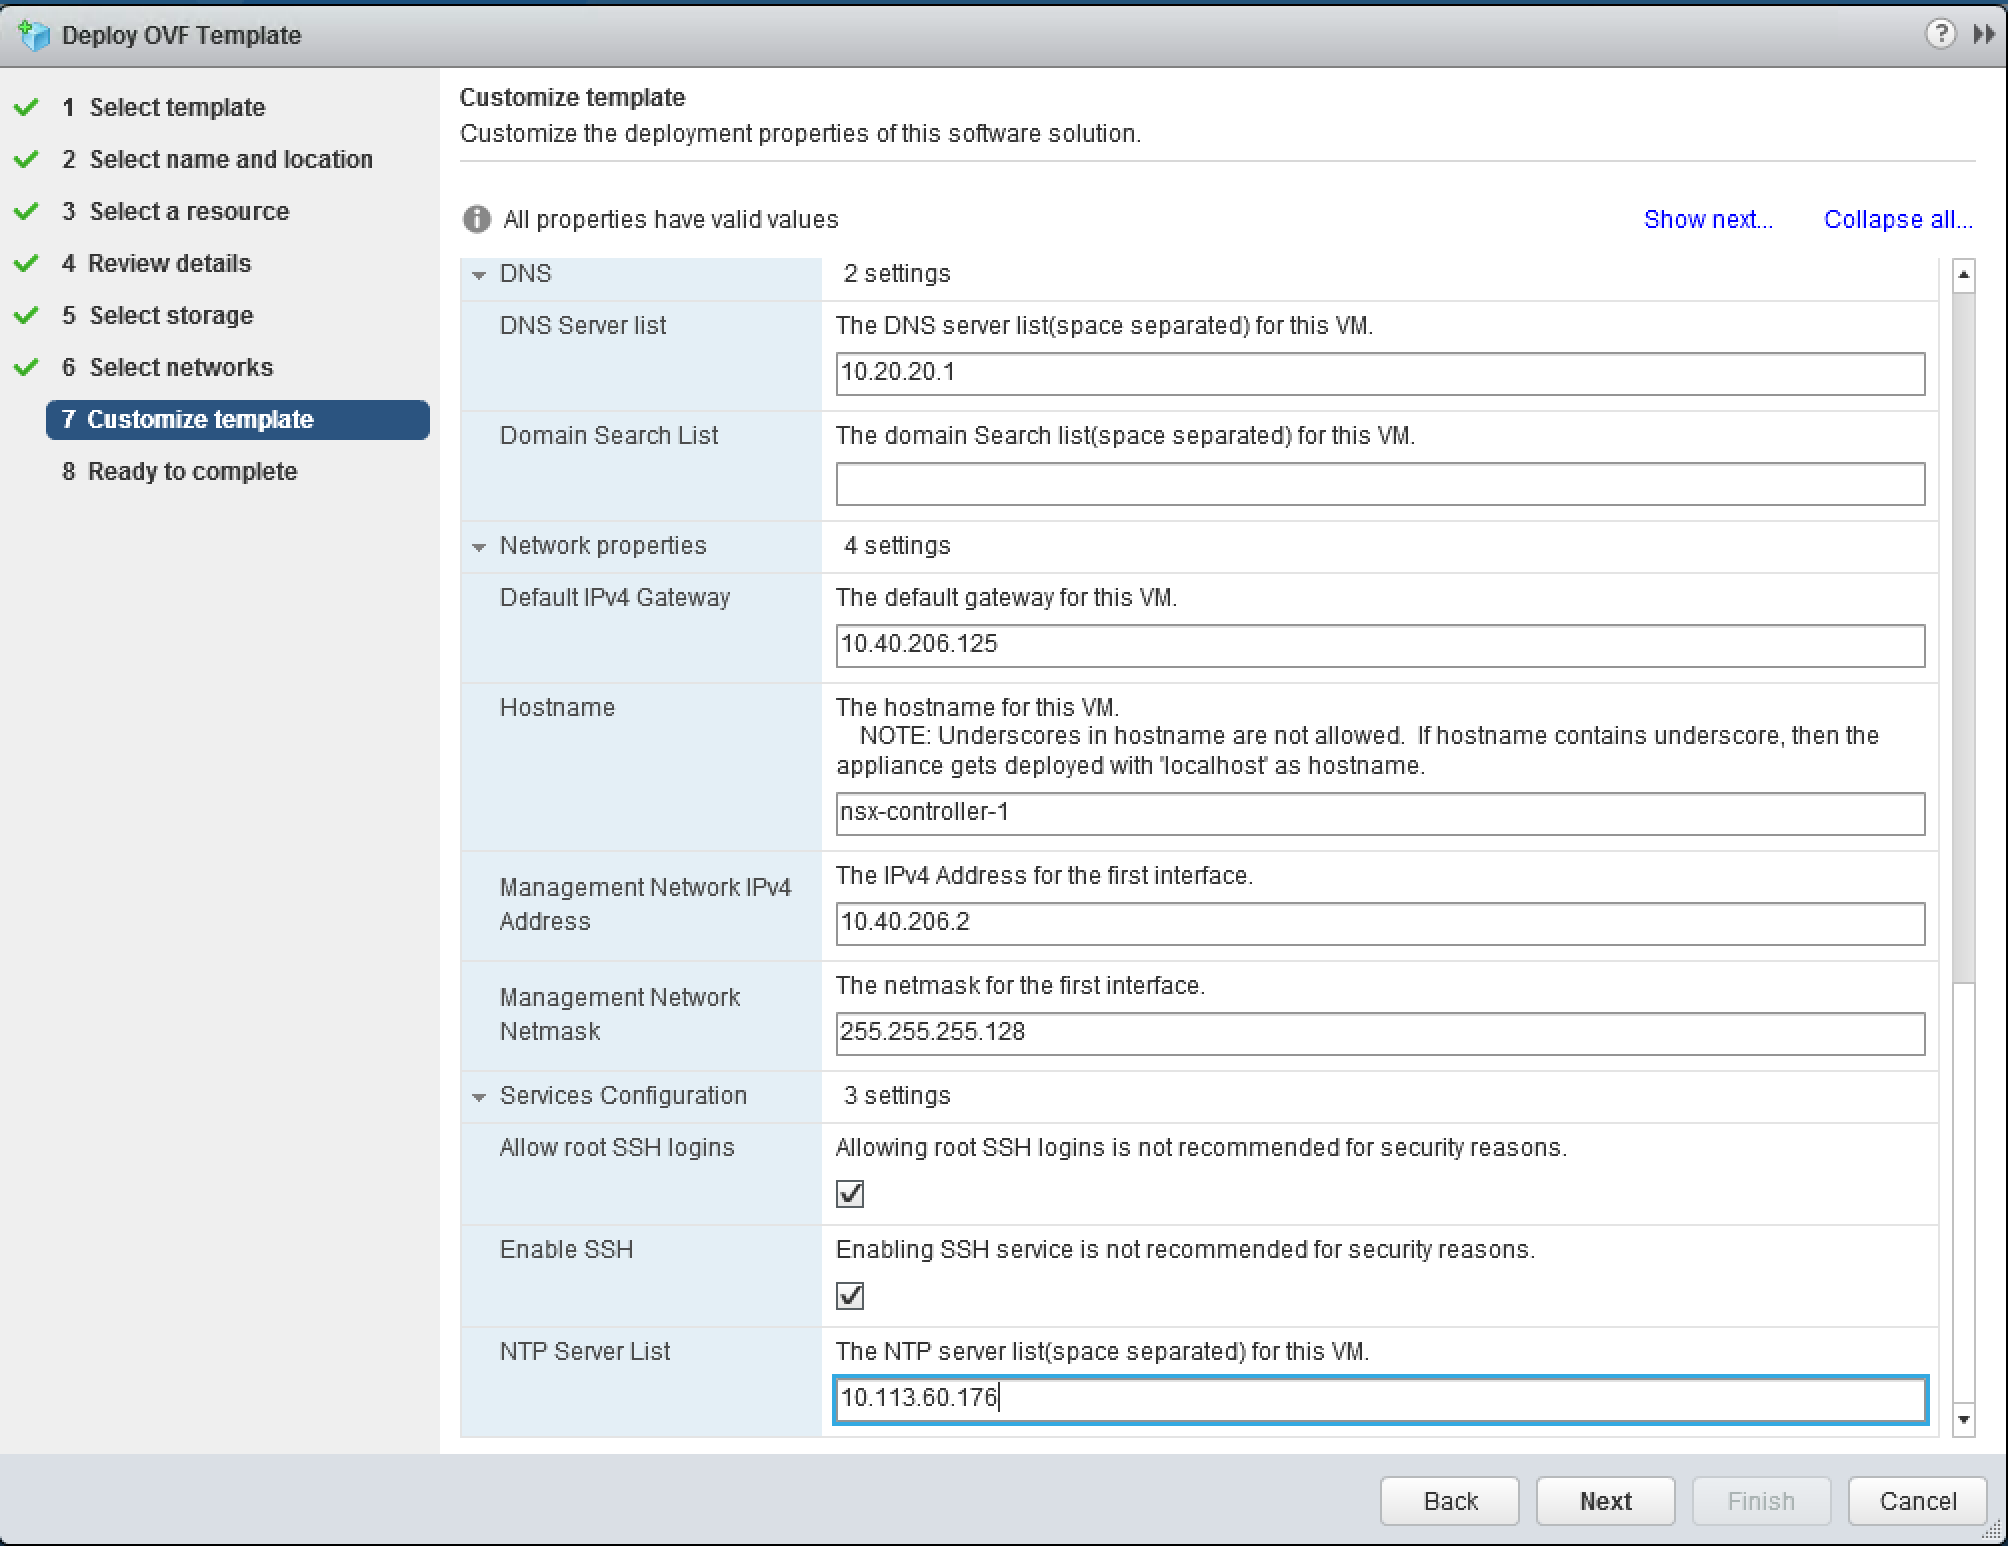 Deploy OVF Template
?
1 Select template
2 Select name and location
3 Select a resource
4 Review details
5 Select storage
6 Select networks
7 Customize template
8 Ready to complete
Customize template
Customize the deployment properties of this software solution.
All properties have valid values
Show next...
Collapse all...
DNS
2 settings
DNS Server list
The DNS server list(space separated) for this VM.
10.20.20.1
Domain Search List
The domain Search list(space separated) for this VM.
Network properties
4 settings
Default IPv4 Gateway
The default gateway for this VM.
10.40.206.125
Hostname
The hostname for this VM.
NOTE: Underscores in hostname are not allowed. If hostname contains underscore, then the
appliance gets deployed with 'localhost' as hostname.
nsx-controller-1
Management Network IPv4
Address
The IPv4 Address for the first interface.
10.40.206.2
Management Network
Netmask
The netmask for the first interface.
255.255.255.128
Services Configuration
3 settings
Allow root SSH logins
Allowing root SSH logins is not recommended for security reasons.
Enable SSH
Enabling SSH service is not recommended for security reasons.
NTP Server List
The NTP server list(space separated) for this VM.
10.113.60.176
Back
Next
Finish
Cancel